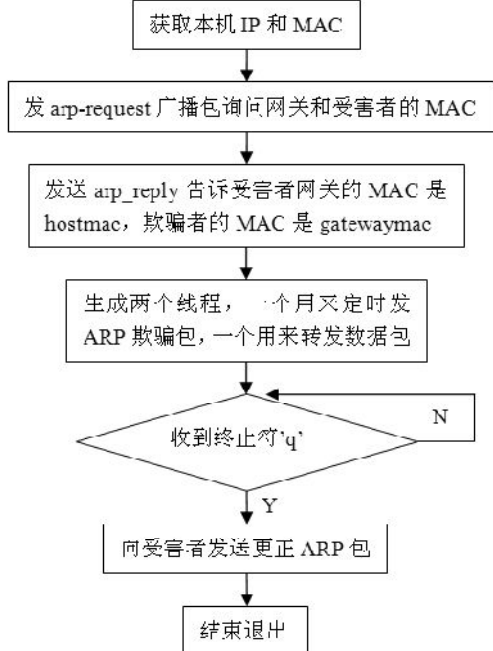 获取本机 IP 和 MAC
发 arp-request 广播包询问网关和受害者的 MAC
发送 arp_reply 告诉受害者网关的 MAC 是
hostmac，欺骗者的 MAC 是 gatewaymac
生成两个线程，一个用来定时发
ARP 欺骗包，一个用来转发数据包
收到终止符'q'
N
Y
向受害者发送更正 ARP 包
结束退出